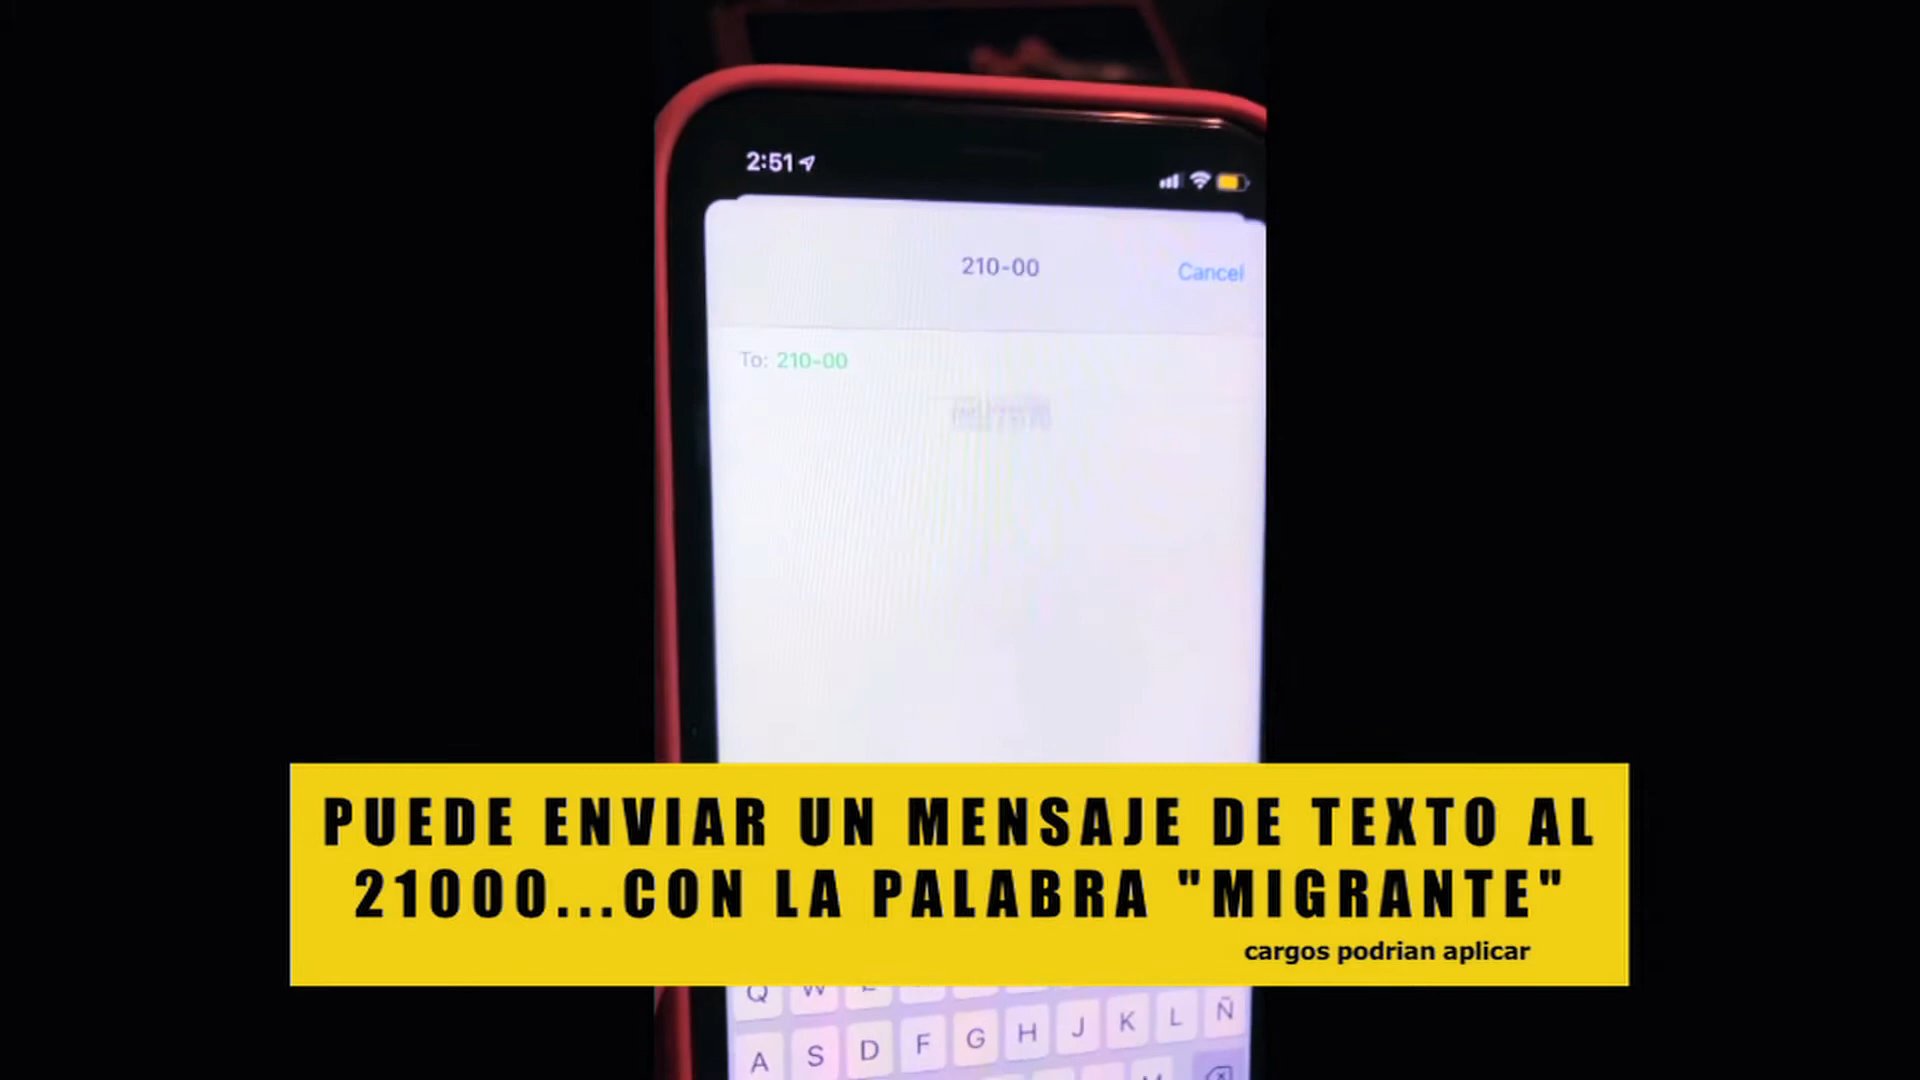 2:51
210-00
Cancel
To: 210-00
PUEDE ENVIAR UN MENSAJE DE TEXTO AL
21000...CON LA PALABRA "MIGRANTE"
cargos podrian aplicar
Q W E
A S D F G H J K L Ñ
M